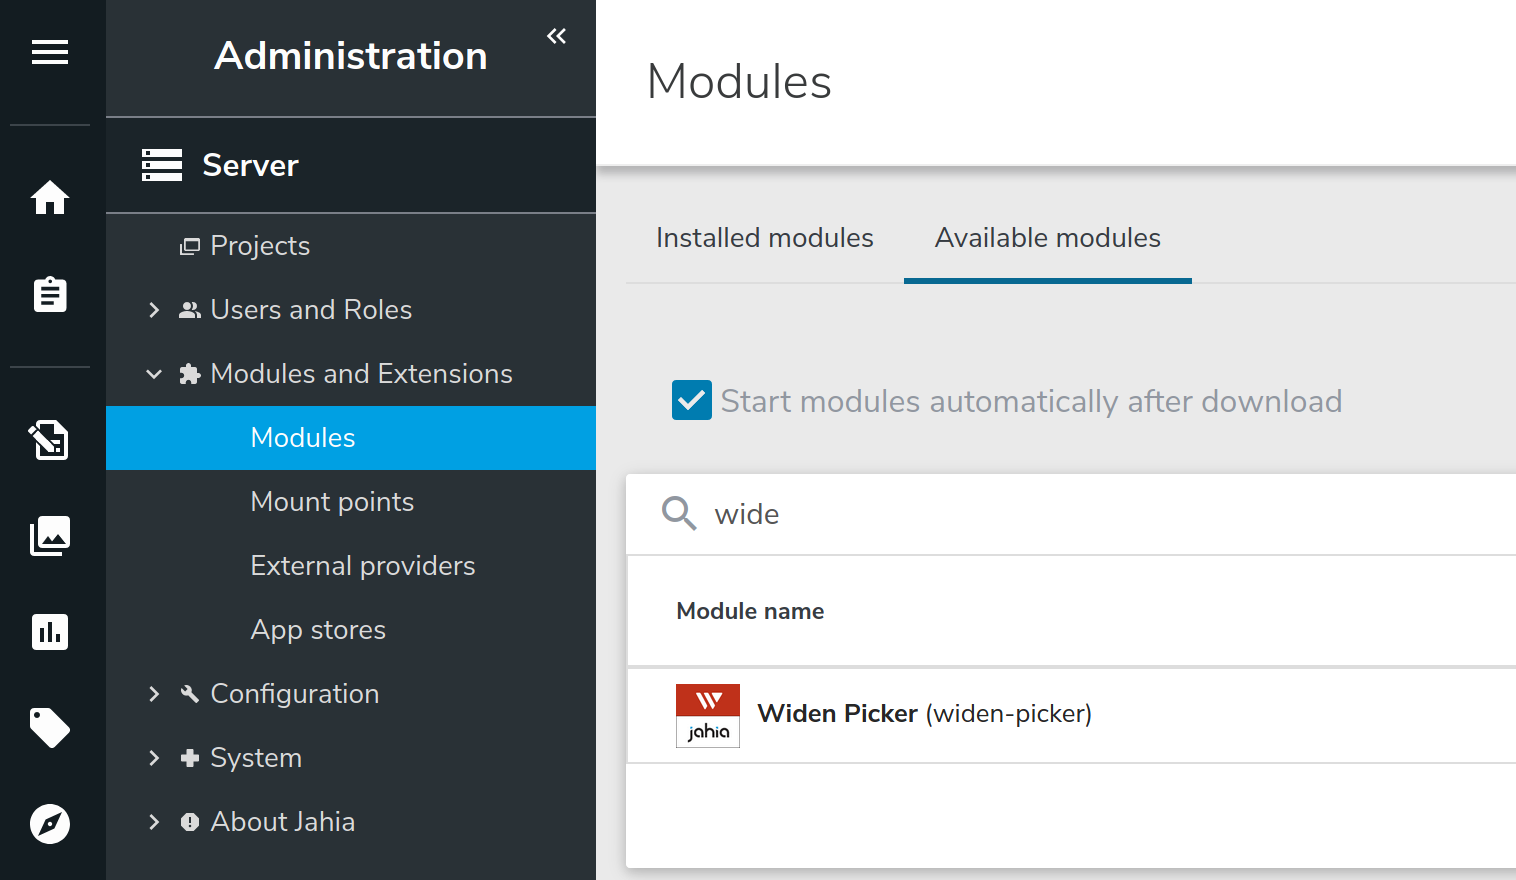 Administration
Server
Projects
Users and Roles
Modules and Extensions
Modules
Mount points
External providers
App stores
Configuration
System
About Jahia
Modules
Installed modules
Available modules
Start modules automatically after download
wide
Module name
jahia
Widen Picker (widen-picker)